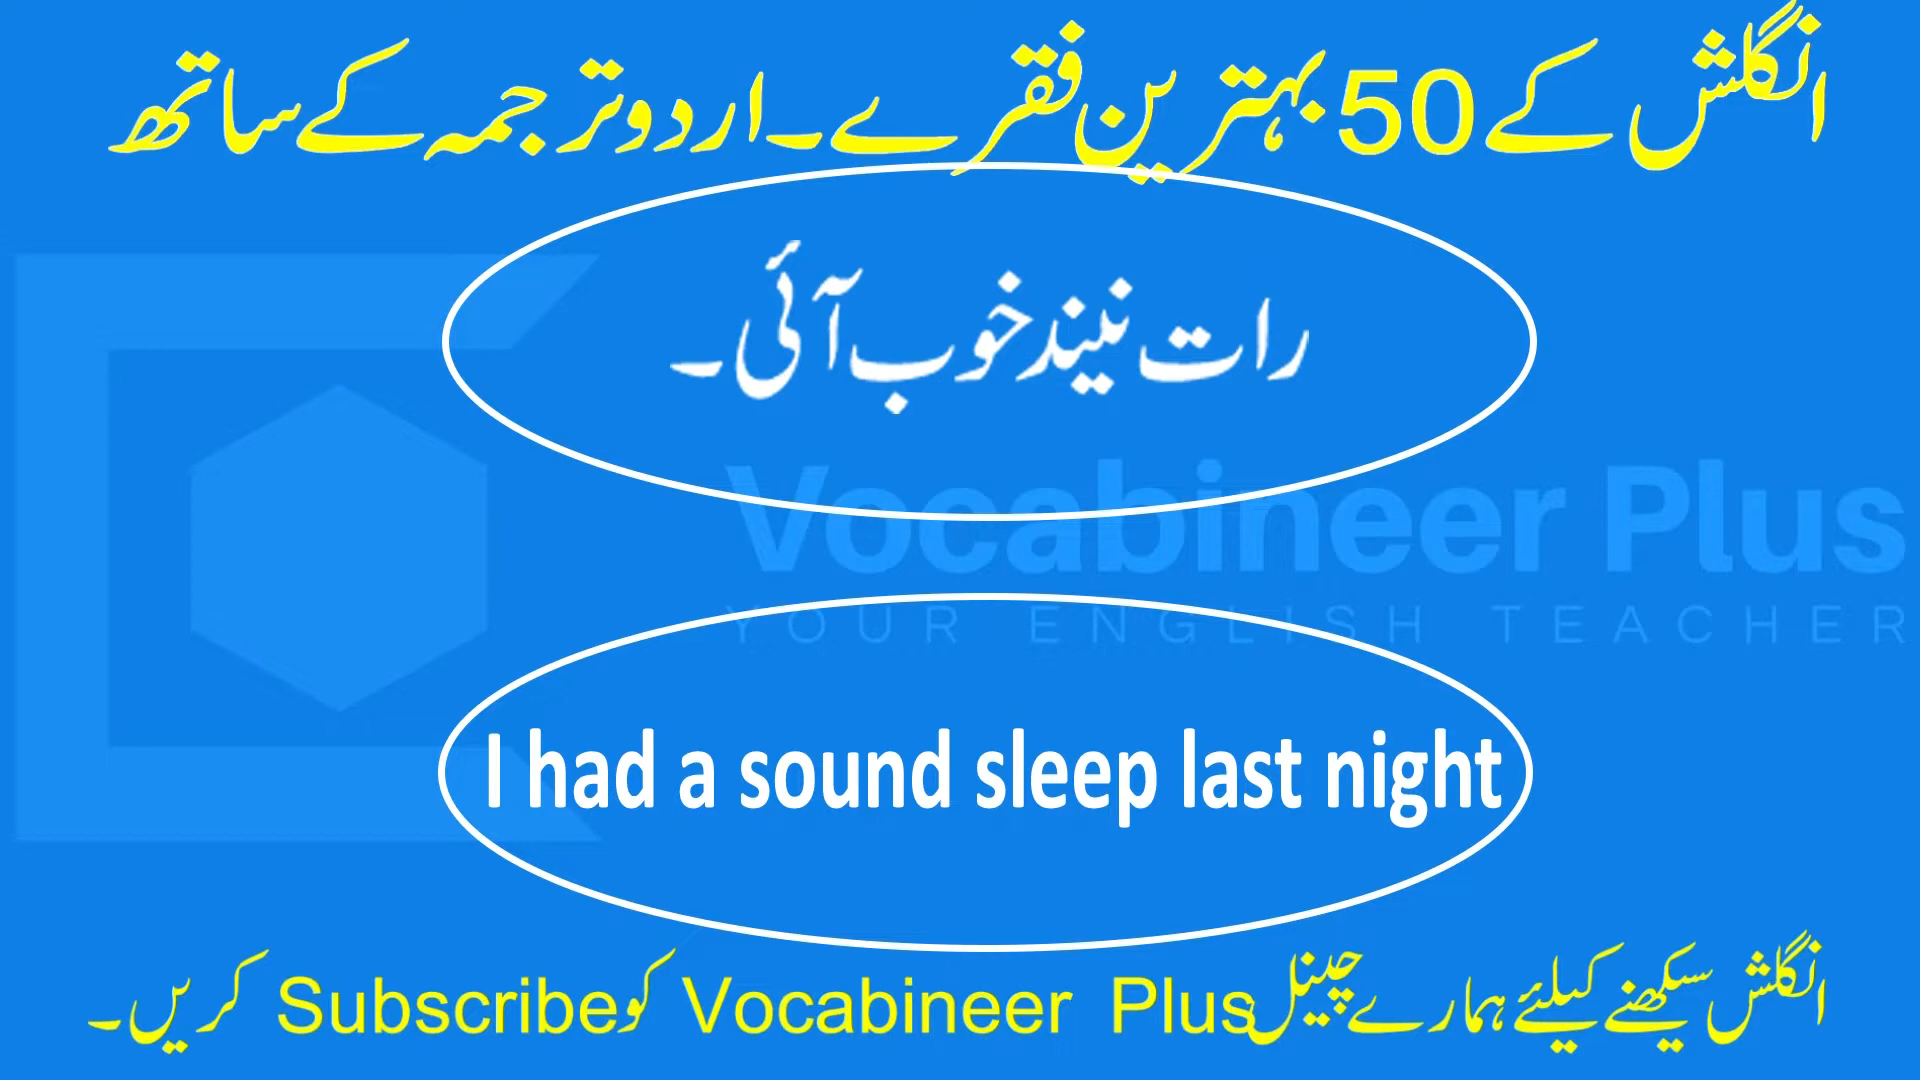 انگلش کے 50 بہترین فقرے۔ اردو ترجمہ کے ساتھ
رات نیند خوب آئی۔
Vocabineer Plus
YOUR ENGLISH TEACHER
I had a sound sleep last night
انگلش سیکھنے کیلئے ہمارے چینل Vocabineer Plus کو Subscribe کریں۔